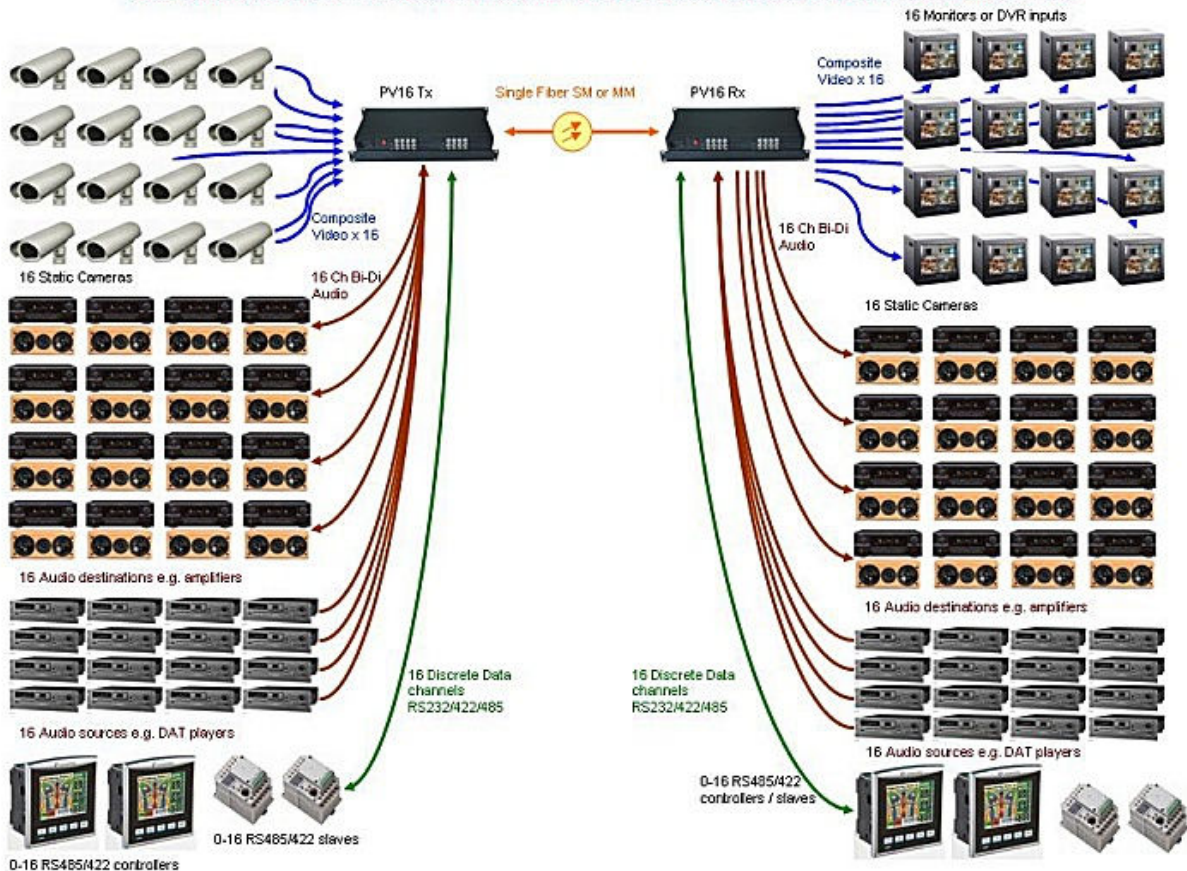 16 Monitors or DVR inputs
Composite
Video x 16
PV16 Tx
Single Fiber SM or MM
PV16 Rx
Composite
Video x 16
16 Ch Bi-Di
Audio
16 Static Cameras
16 Ch Bi-Di
Audio
16 Static Cameras
16 Audio destinations e.g. amplifiers
16 Audio destinations e.g. amplifiers
16 Discrete Data
channels
RS232/422/485
16 Discrete Data
channels
RS232/422/485
16 Audio sources e.g. DAT players
16 Audio sources e.g. DAT players
0-16 RS485/422
controllers / slaves
0-16 RS485/422 slaves
0-16 RS485/422 controllers